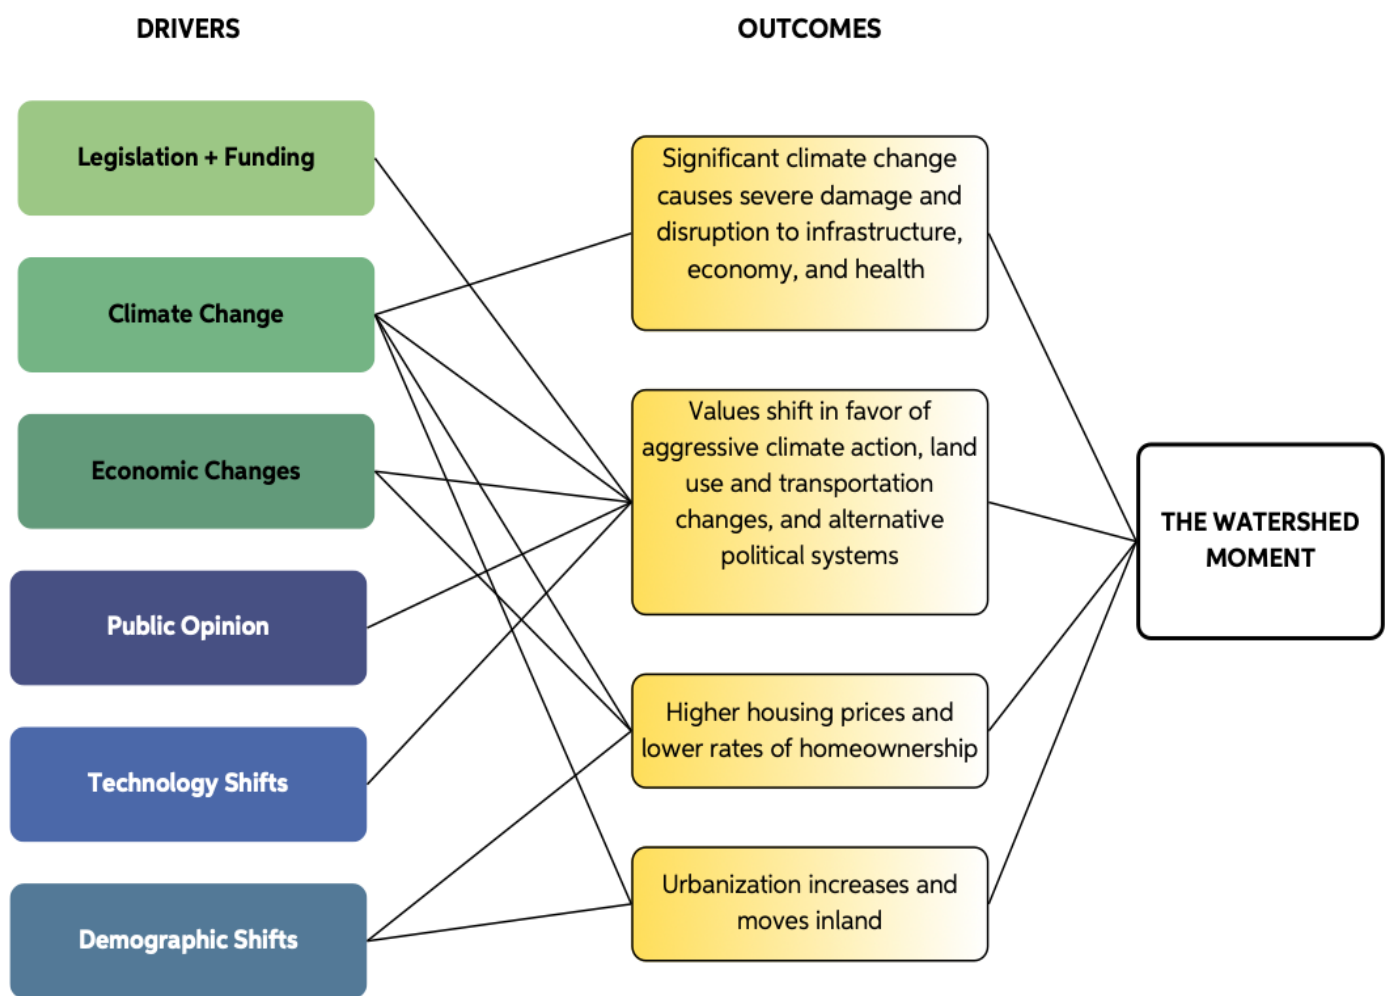 DRIVERS
OUTCOMES
Legislation + Funding
Climate Change
Economic Changes
Public Opinion
Technology Shifts
Demographic Shifts
Significant climate change
causes severe damage and
disruption to infrastructure,
economy, and health
Values shift in favor of
aggressive climate action, land
use and transportation
changes, and alternative
political systems
Higher housing prices and
lower rates of homeownership
Urbanization increases and
moves inland
THE WATERSHED
MOMENT